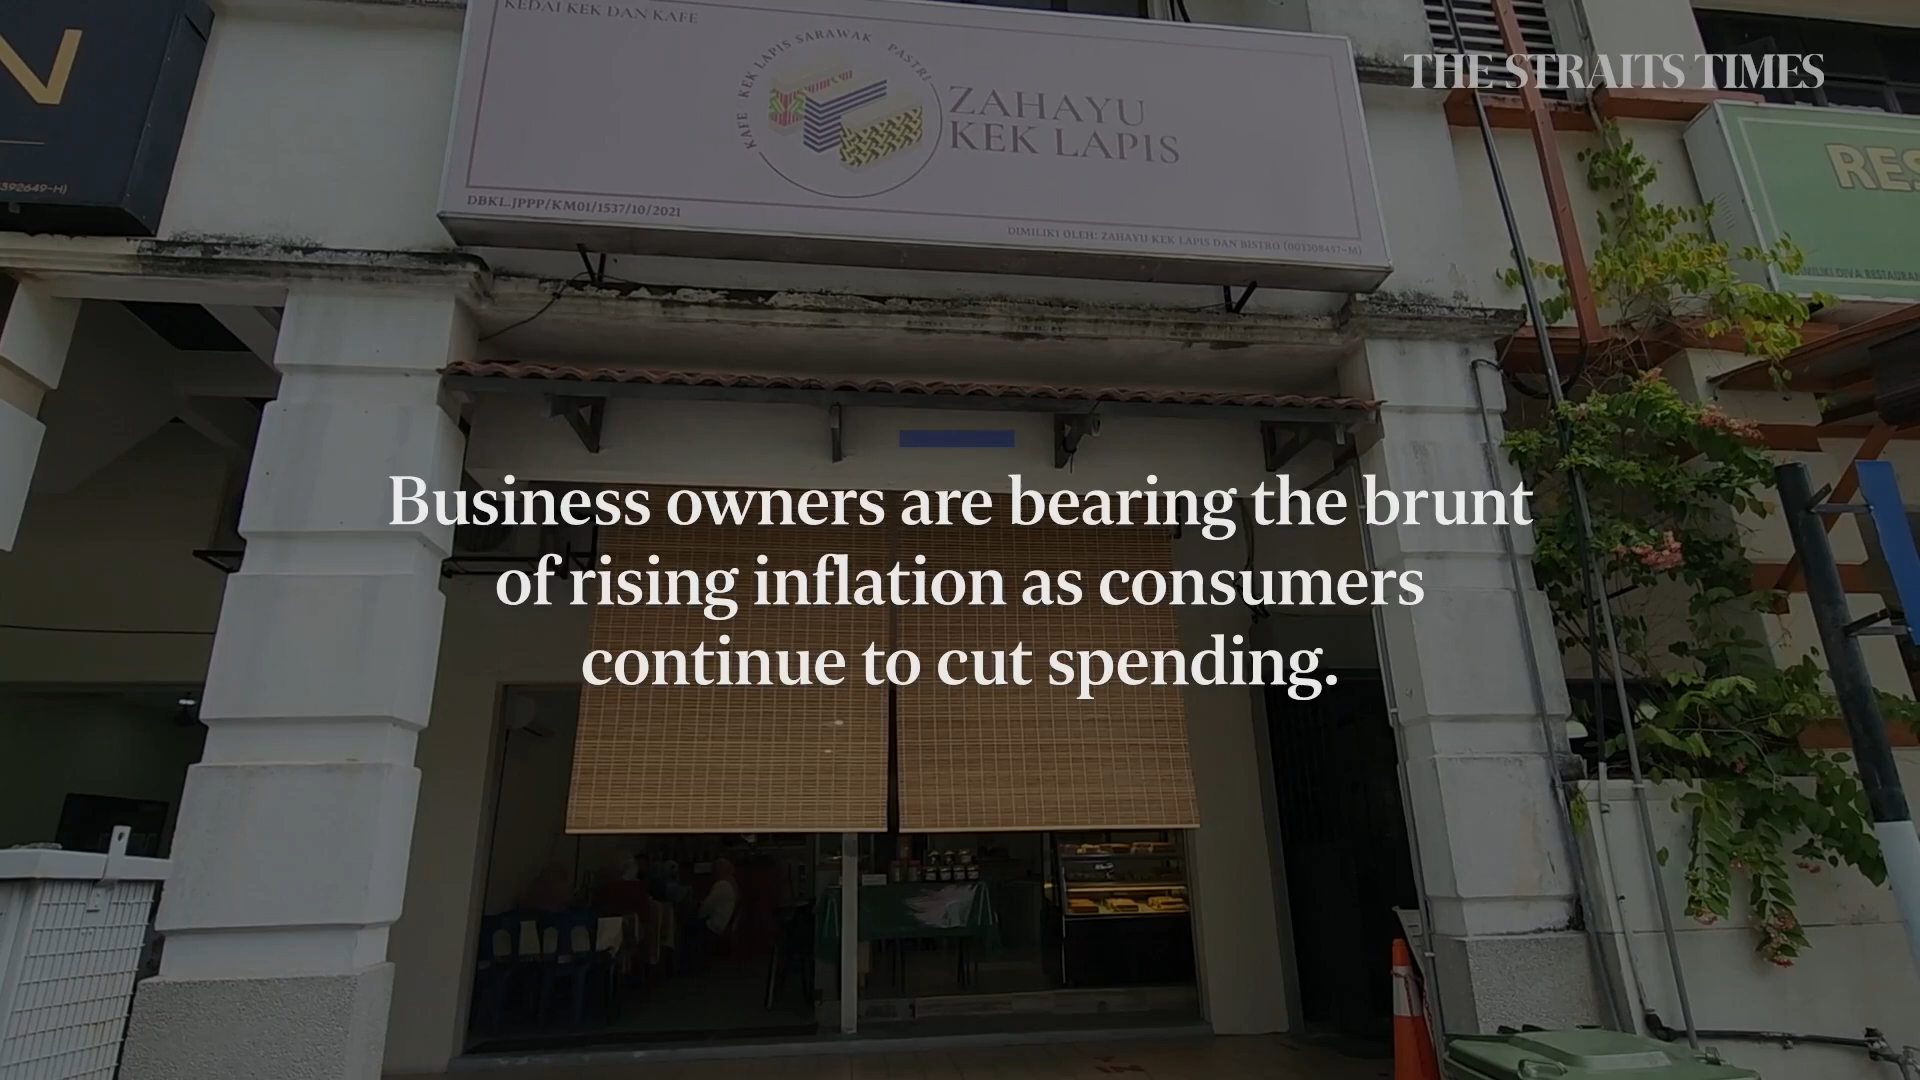 KEDAI KEK DAN KAFE
THE STRAITS TIMES
N
KAFE KEK LAPIS SARAWAK PASTRI
ZAHAYU
KEK LAPIS
RES
392649-H)
DBKL.JPPP/KM01/1537/10/2021
DIMILIKI OLEH: ZAHAYU KEK LAPIS DAN BISTRO (003308457-M)
Business owners are bearing the brunt
of rising inflation as consumers
continue to cut spending.